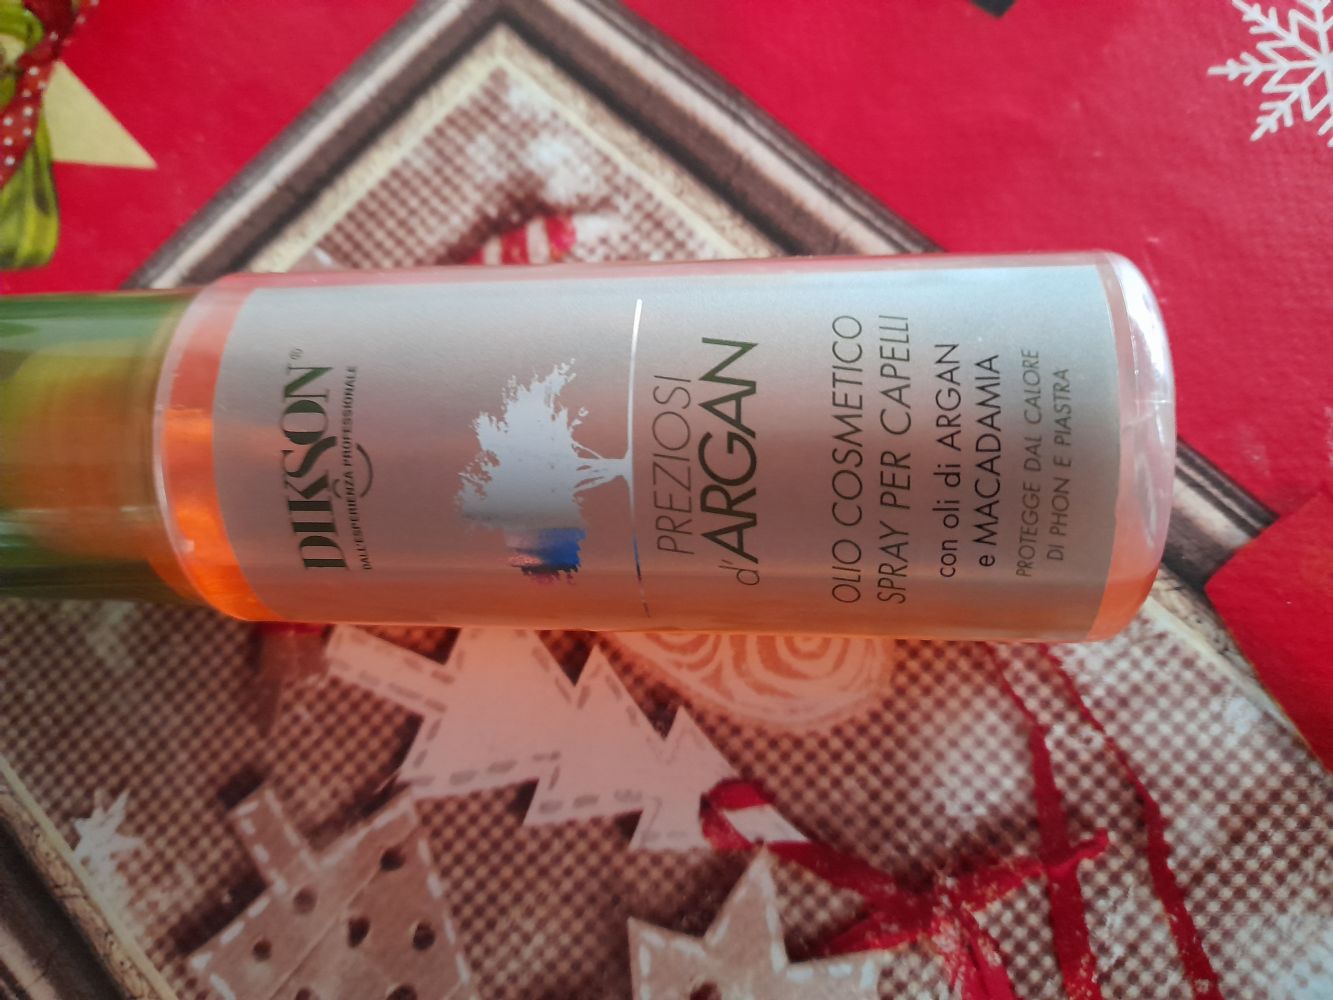 DIKSON®
DALL'ESPERIENZA PROFESSIONALE
PREZIOSI
d'ARGAN
OLIO COSMETICO
SPRAY PER CAPELLI
con oli di ARGAN
e MACADAMIA
PROTEGGE DAL CALORE
DI PHON E PIASTRA